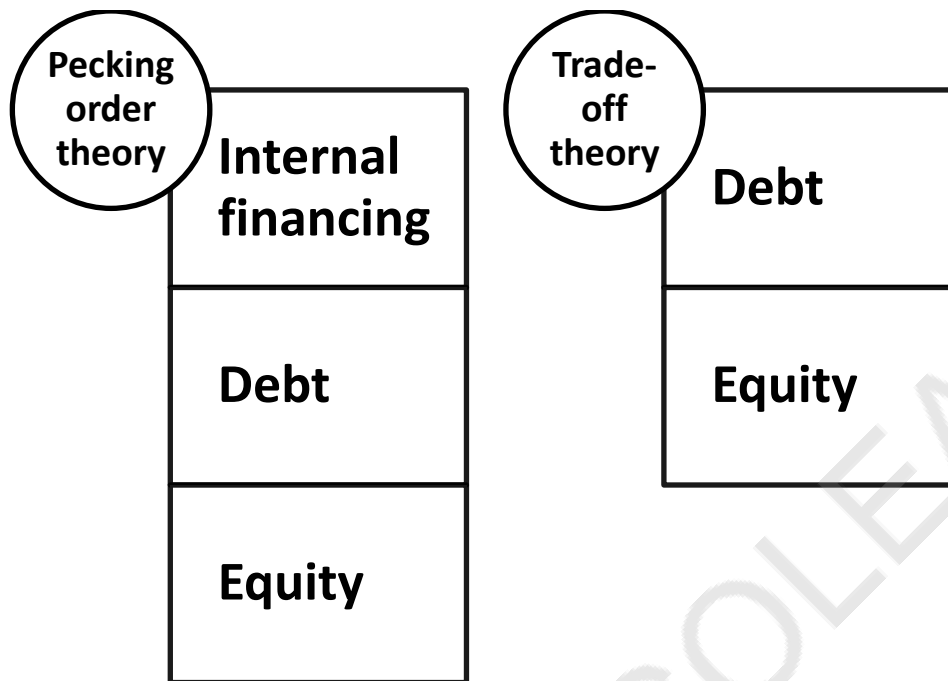 Pecking
order
theory
Internal
financing
Debt
Equity
Trade-
off
theory
Debt
Equity